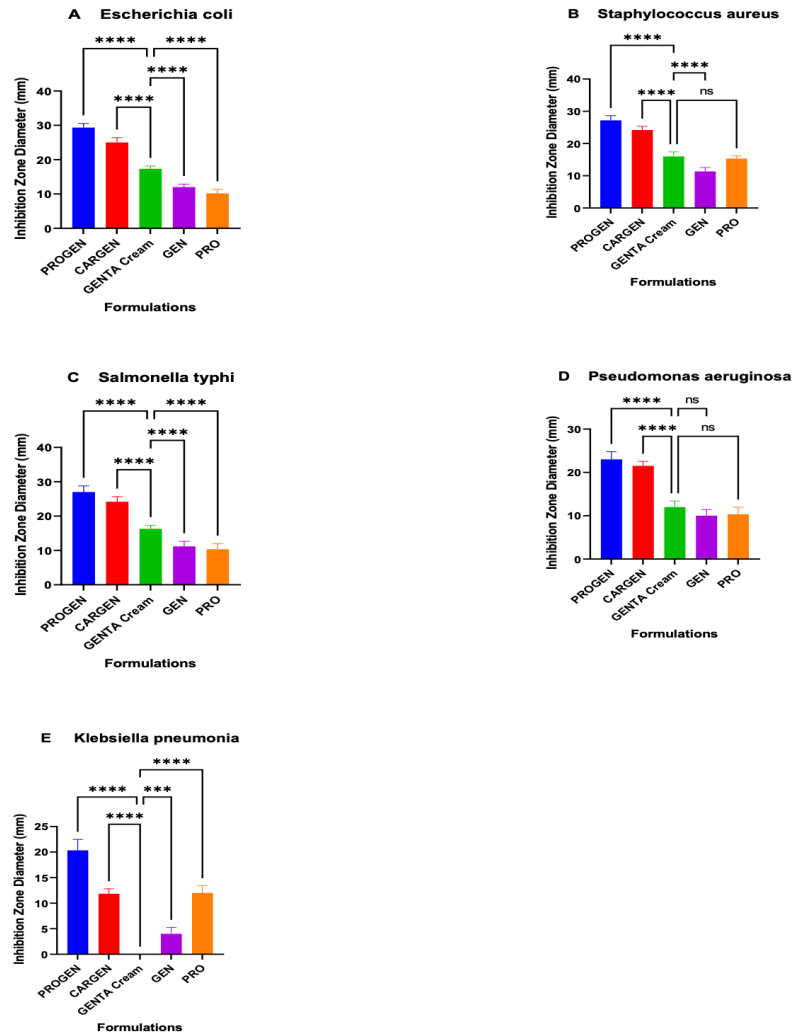 A Escherichia coli
**** ****
****
****
Inhibition Zone Diameter (mm)
40
30
20
10
0
PROGEN
CARGEN
GENTA Cream
GEN
PRO
Formulations
B Staphylococcus aureus
****
****
**** ns
Inhibition Zone Diameter (mm)
40
30
20
10
0
PROGEN
CARGEN
GENTA Cream
GEN
PRO
Formulations
C Salmonella typhi
**** ****
****
****
Inhibition Zone Diameter (mm)
40
30
20
10
0
PROGEN
CARGEN
GENTA Cream
GEN
PRO
Formulations
D Pseudomonas aeruginosa
**** ns
**** ns
Inhibition Zone Diameter (mm)
30
20
10
0
PROGEN
CARGEN
GENTA Cream
GEN
PRO
Formulations
E Klebsiella pneumonia
****
**** ***
****
Inhibition Zone Diameter (mm)
25
20
15
10
5
0
PROGEN
CARGEN
GENTA Cream
GEN
PRO
Formulations